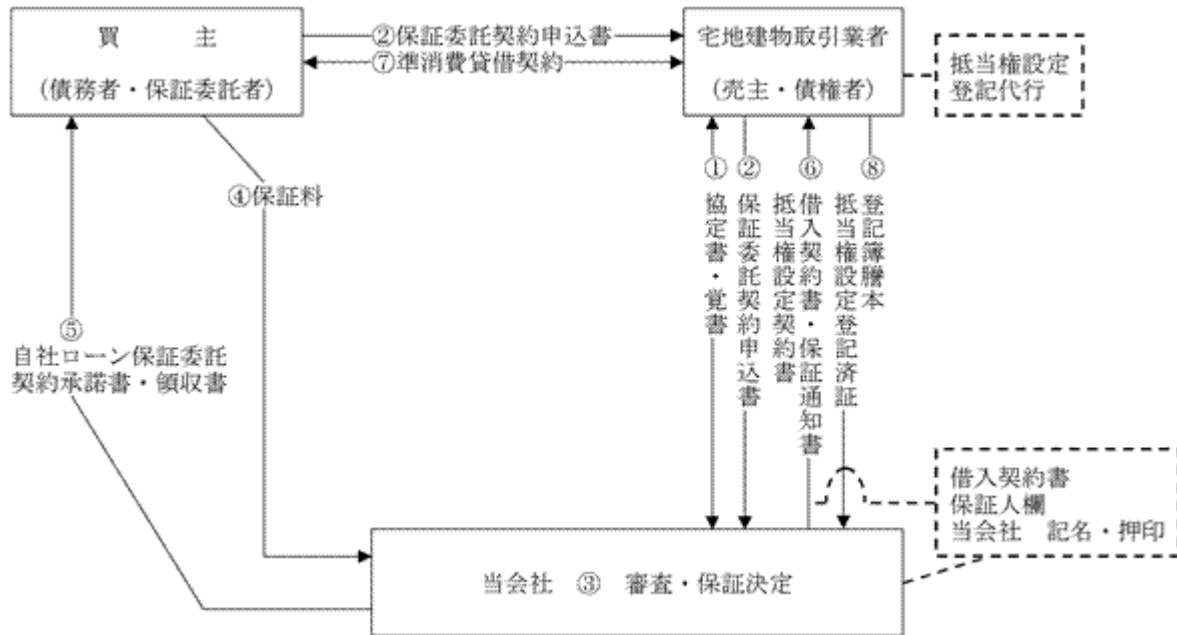 買 主
(債務者・保証委託者)
②保証委託契約申込書
⑦準消費貸借契約
宅地建物取引業者
(売主・債権者)
抵当権設定
登記代行
④保証料
①協定書・覚書
②保証委託契約申込書
⑥借入契約書・保証通知書
抵当権設定契約書
⑧登記簿謄本
抵当権設定登記済証
⑤
自社ローン保証委託
契約承諾書・領収書
借入契約書
保証人欄
当会社 記名・押印
当会社 ③ 審査・保証決定